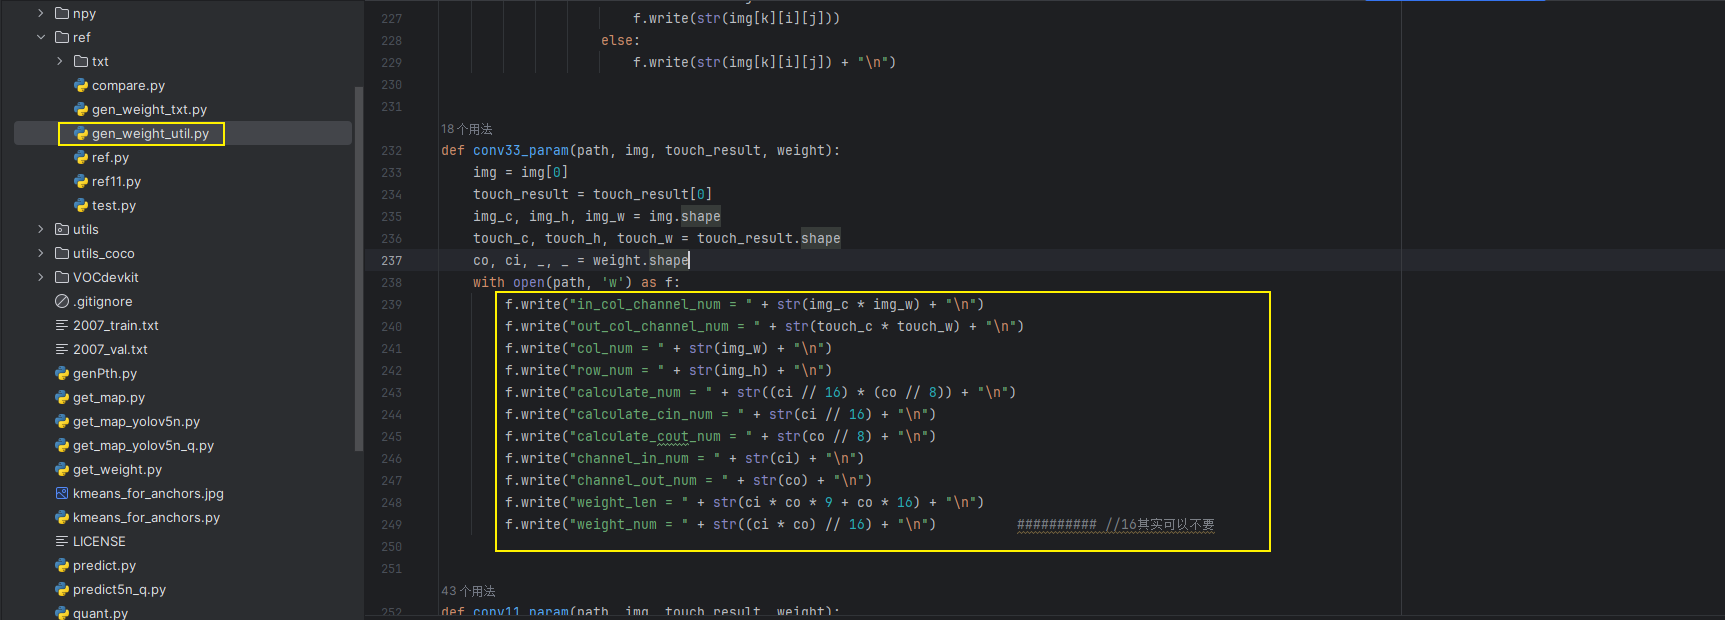 npy
ref
txt
compare.py
gen_weight_txt.py
gen_weight_util.py
ref.py
ref11.py
test.py
utils
utils_coco
VOCdevkit
.gitignore
2007_train.txt
2007_val.txt
genPth.py
get_map.py
get_map_yolov5n.py
get_map_yolov5n_q.py
get_weight.py
kmeans_for_anchors.jpg
kmeans_for_anchors.py
LICENSE
predict.py
predict5n_q.py
quant.py
227 f.write(str(img[k][i][j]))
228 else:
229 f.write(str(img[k][i][j]) + "\n")
230
231
18个用法
232 def conv33_param(path, img, touch_result, weight):
233 img = img[0]
234 touch_result = touch_result[0]
235 img_c, img_h, img_w = img.shape
236 touch_c, touch_h, touch_w = touch_result.shape
237 co, ci, _, _ = weight.shape
238 with open(path, 'w') as f:
239 f.write("in_col_channel_num = " + str(img_c * img_w) + "\n")
240 f.write("out_col_channel_num = " + str(touch_c * touch_w) + "\n")
241 f.write("col_num = " + str(img_w) + "\n")
242 f.write("row_num = " + str(img_h) + "\n")
243 f.write("calculate_num = " + str((ci // 16) * (co // 8)) + "\n")
244 f.write("calculate_cin_num = " + str(ci // 16) + "\n")
245 f.write("calculate_cout_num = " + str(co // 8) + "\n")
246 f.write("channel_in_num = " + str(ci) + "\n")
247 f.write("channel_out_num = " + str(co) + "\n")
248 f.write("weight_len = " + str(ci * co * 9 + co * 16) + "\n")
249 f.write("weight_num = " + str((ci * co) // 16) + "\n") ########## //16其实可以不要
250
251
43个用法
252 def conv11_param(path, img, touch_result, weight):